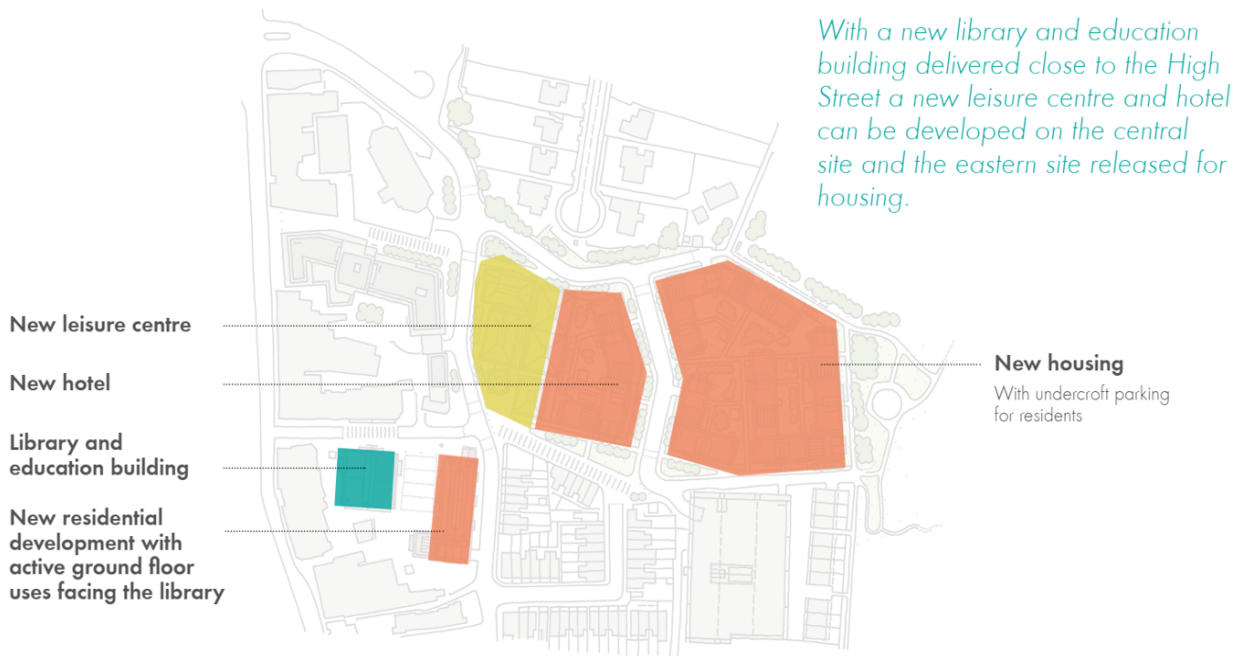 With a new library and education
building delivered close to the High
Street a new leisure centre and hotel
can be developed on the central
site and the eastern site released for
housing.
New leisure centre
New hotel
Library and
education building
New residential
development with
active ground floor
uses facing the library
New housing
With undercroft parking
for residents